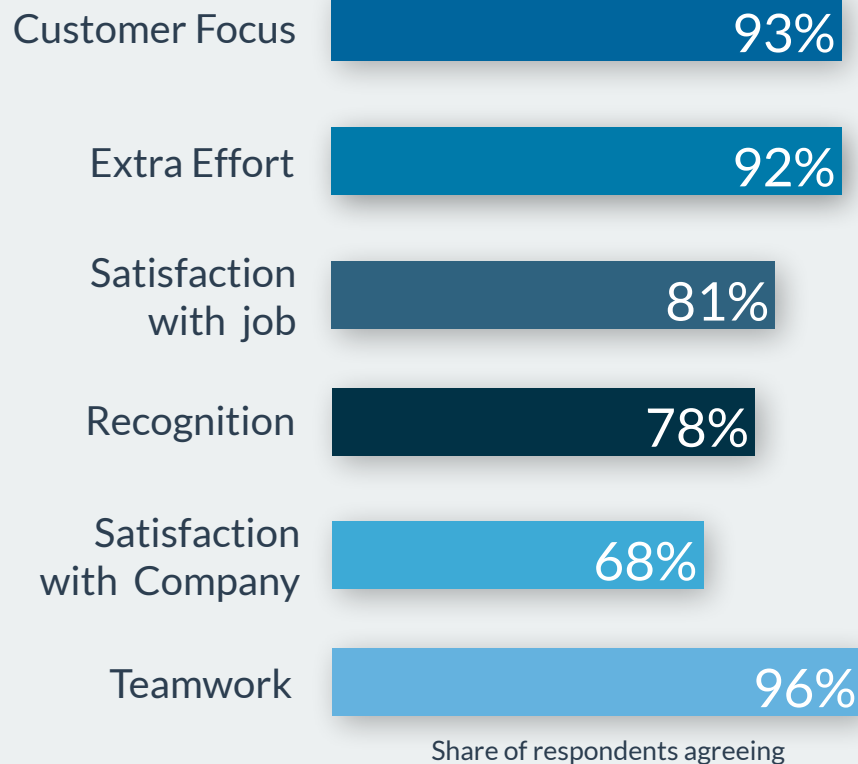 Customer Focus 93%
Extra Effort 92%
Satisfaction
with job 81%
Recognition 78%
Satisfaction
with Company 68%
Teamwork 96%
Share of respondents agreeing